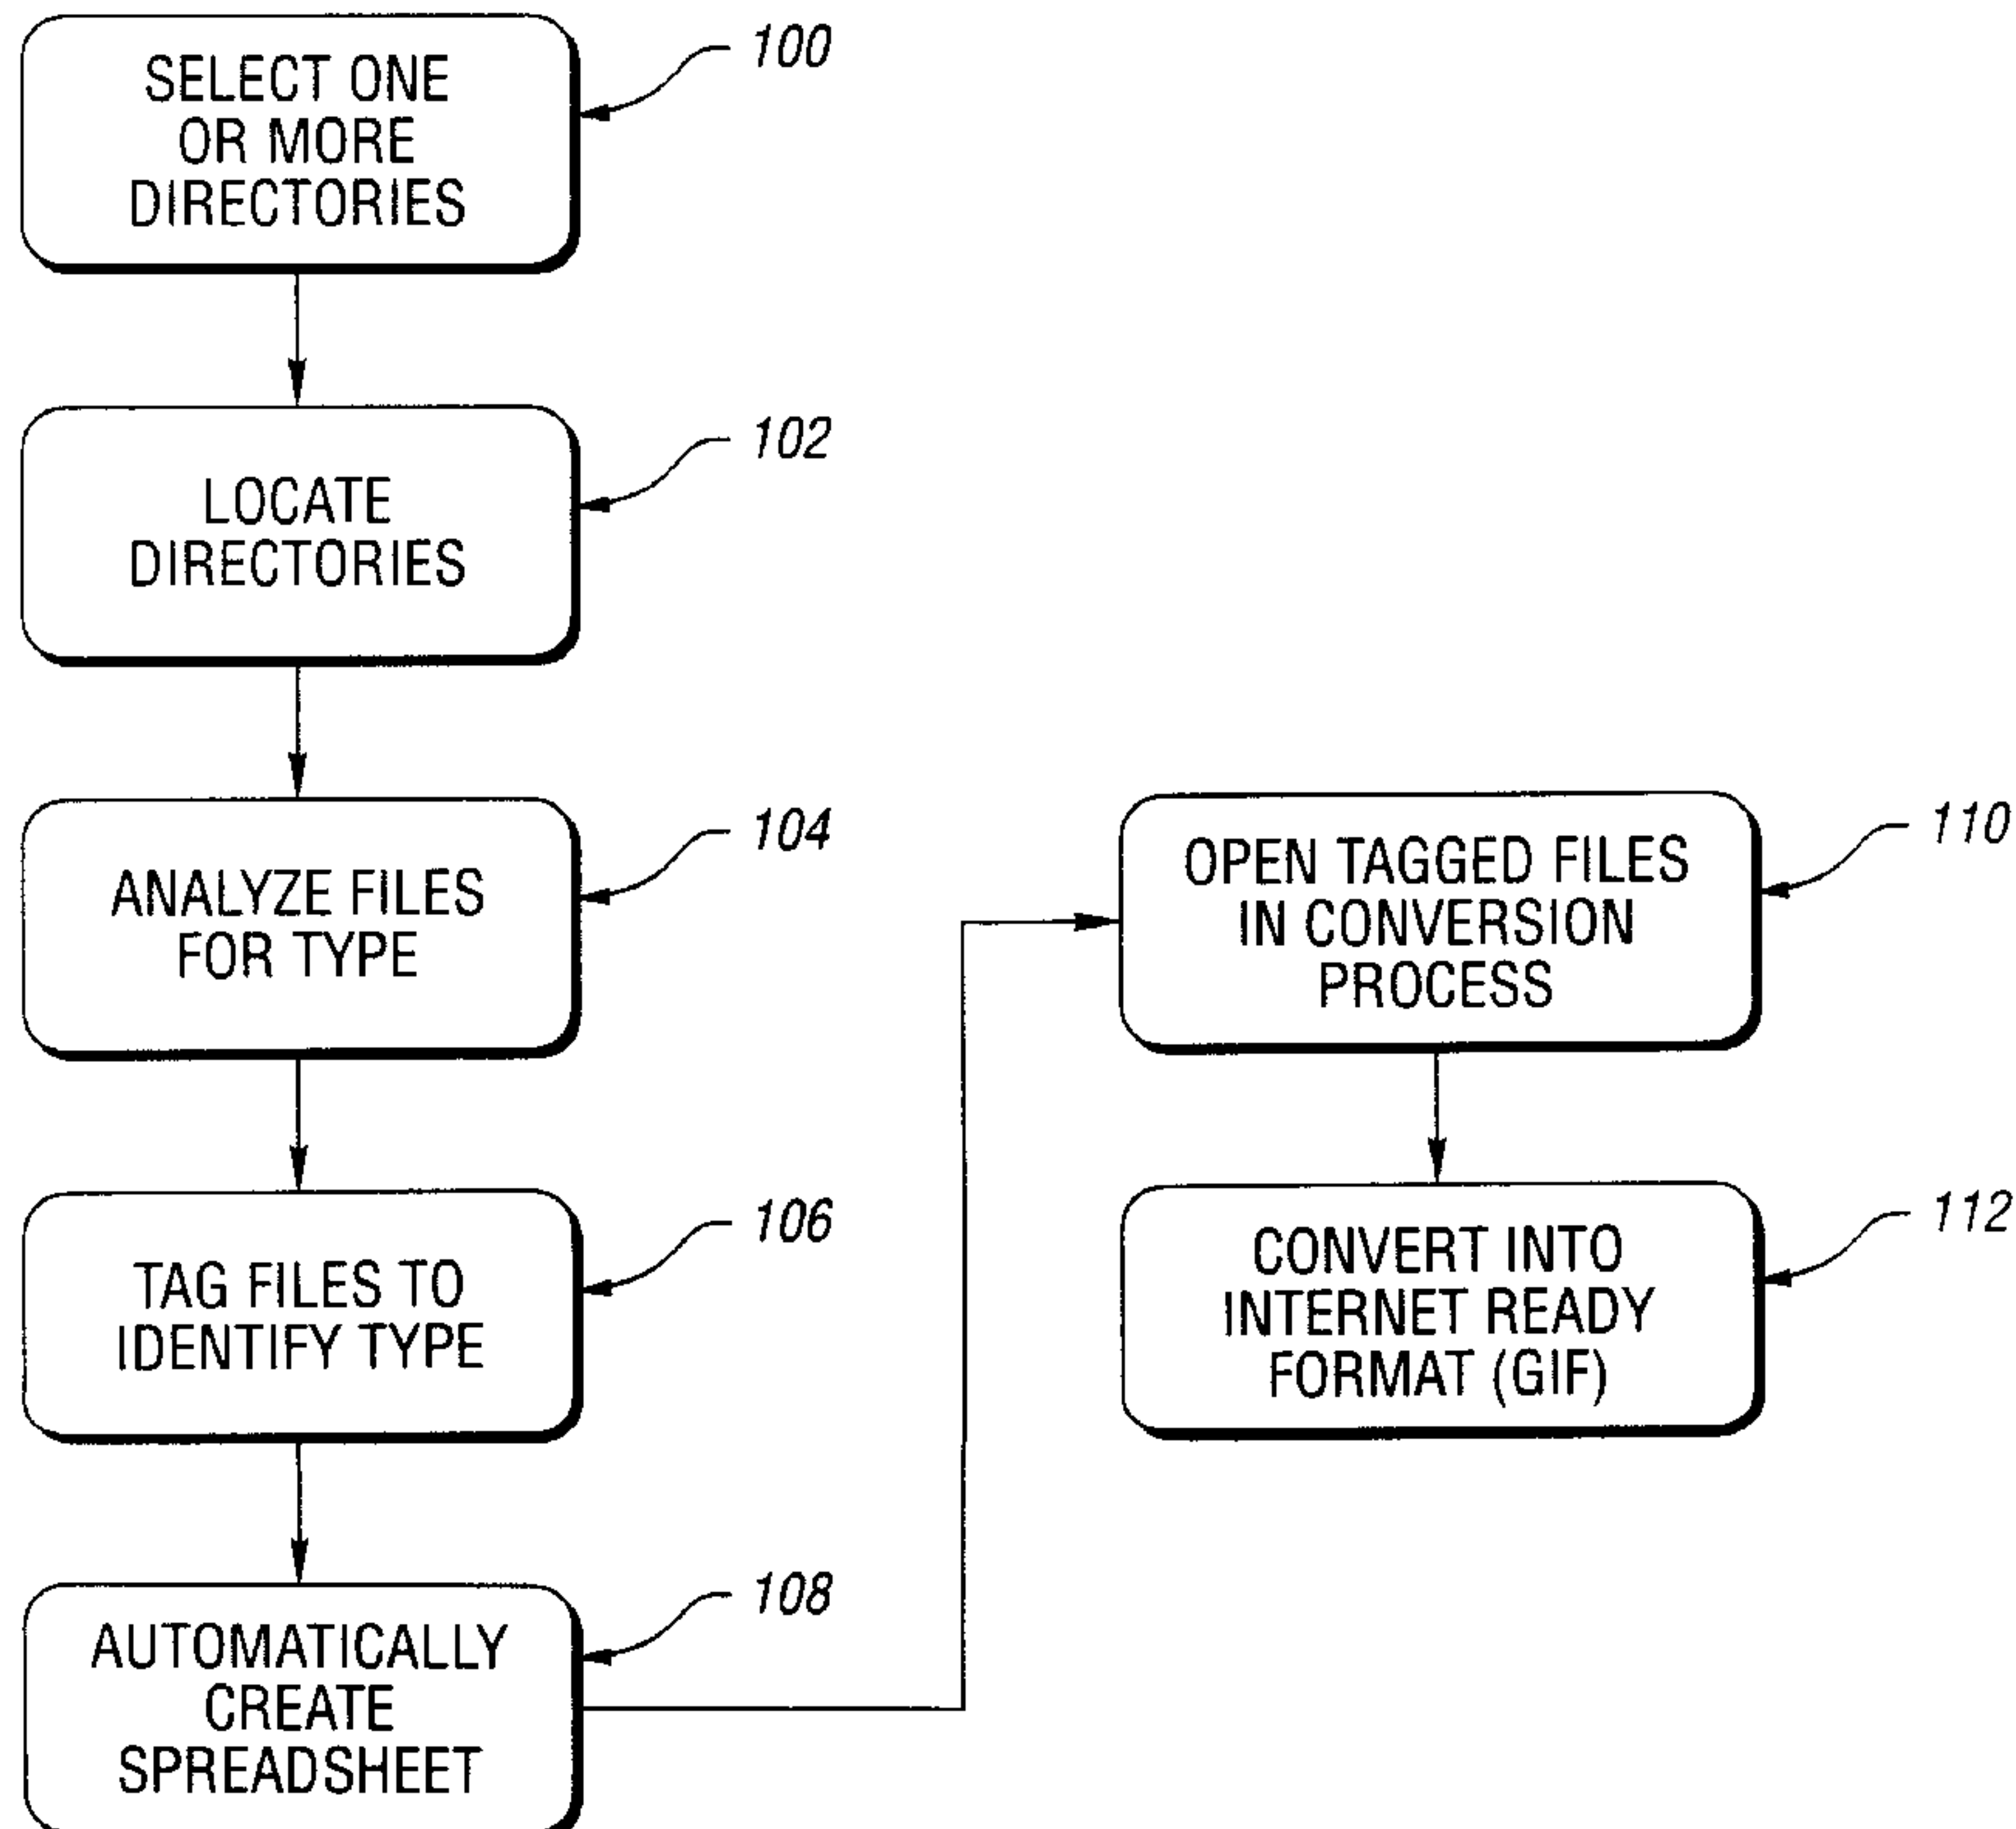 SELECT ONE
OR MORE
DIRECTORIES
100
LOCATE
DIRECTORIES
102
ANALYZE FILES
FOR TYPE
104
TAG FILES TO
IDENTIFY TYPE
106
AUTOMATICALLY
CREATE
SPREADSHEET
108
OPEN TAGGED FILES
IN CONVERSION
PROCESS
110
CONVERT INTO
INTERNET READY
FORMAT (GIF)
112